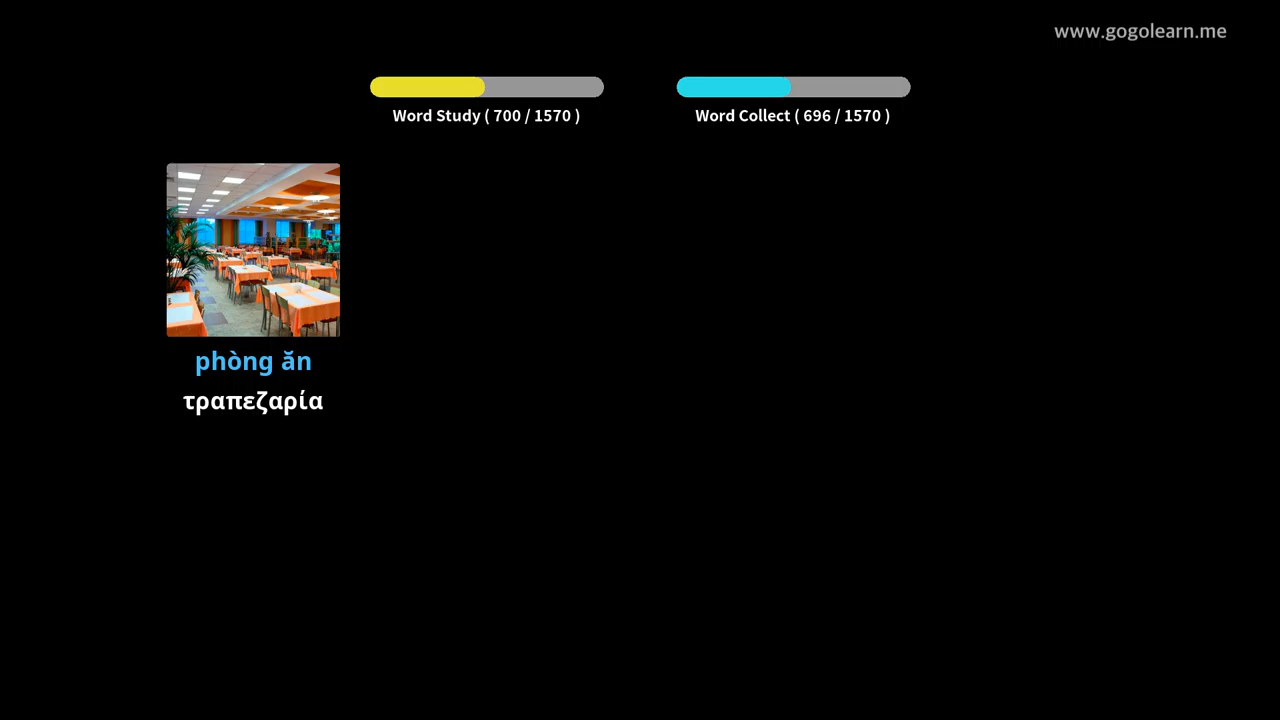 www.gogolearn.me
Word Study ( 700 / 1570 )
Word Collect ( 696 / 1570 )
phòng ăn
τραπεζαρία